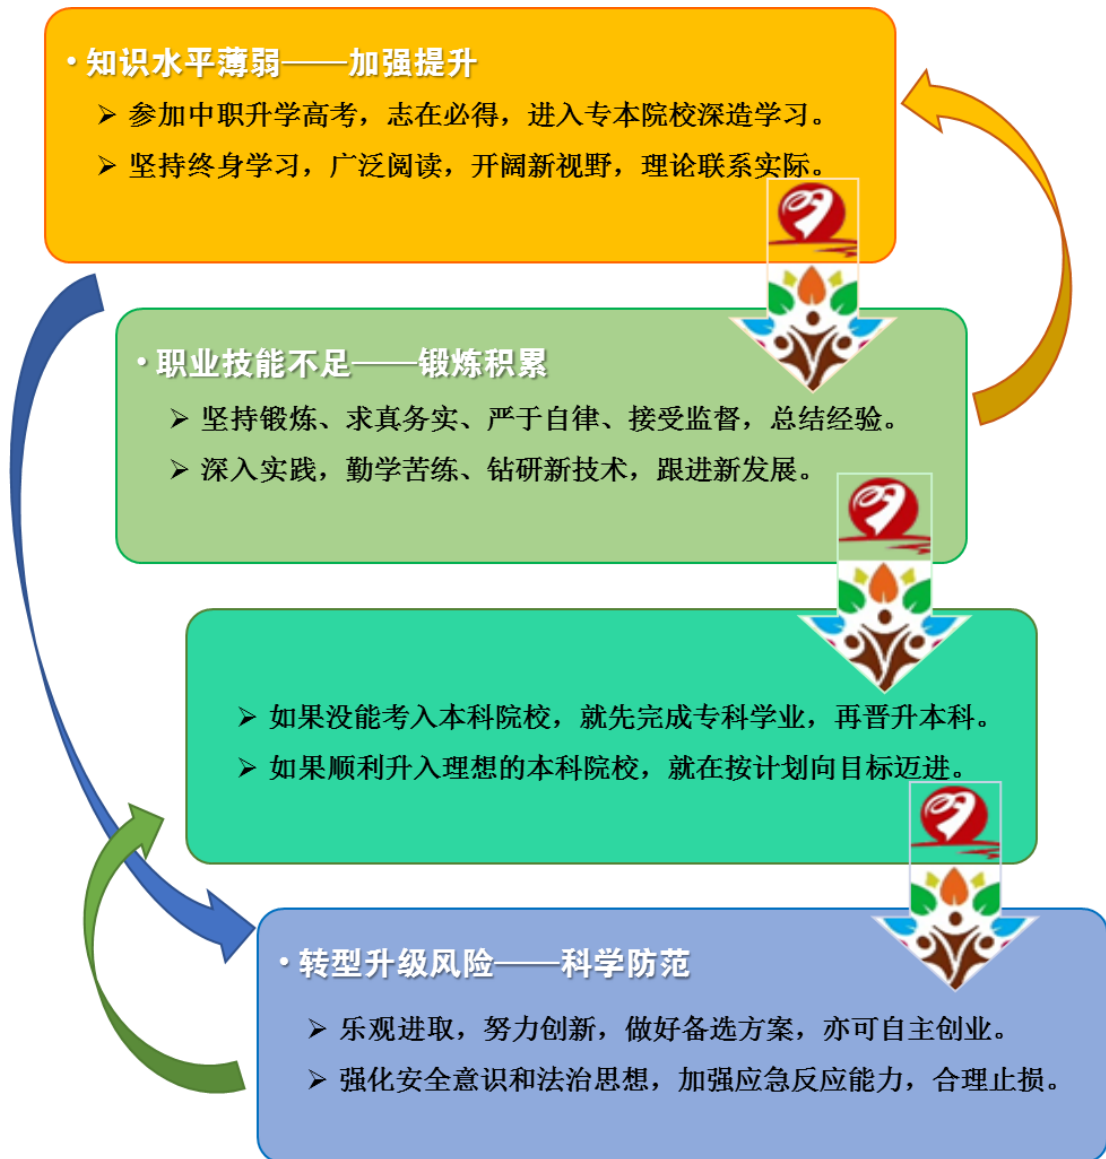 • 知识水平薄弱——加强提升
➢ 参加中职升学高考，志在必得，进入专本院校深造学习。
➢ 坚持终身学习，广泛阅读，开阔新视野，理论联系实际。
• 职业技能不足——锻炼积累
➢ 坚持锻炼、求真务实、严于自律、接受监督，总结经验。
➢ 深入实践，勤学苦练、钻研新技术，跟进新发展。
➢ 如果没能考入本科院校，就先完成专科学业，再晋升本科。
➢ 如果顺利升入理想的本科院校，就在按计划向目标迈进。
• 转型升级风险——科学防范
➢ 乐观进取，努力创新，做好备选方案，亦可自主创业。
➢ 强化安全意识和法治思想，加强应急反应能力，合理止损。